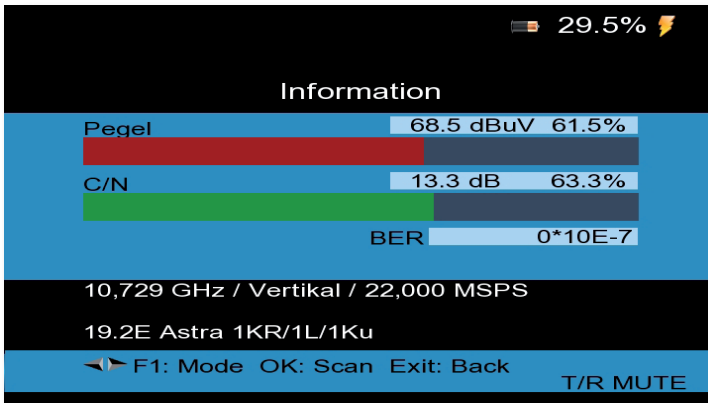 29.5%
Information
Pegel 68.5 dBuV 61.5%
C/N 13.3 dB 63.3%
BER 0*10E-7
10,729 GHz / Vertikal / 22,000 MSPS
19.2E Astra 1KR/1L/1Ku
F1: Mode OK: Scan Exit: Back
T/R MUTE